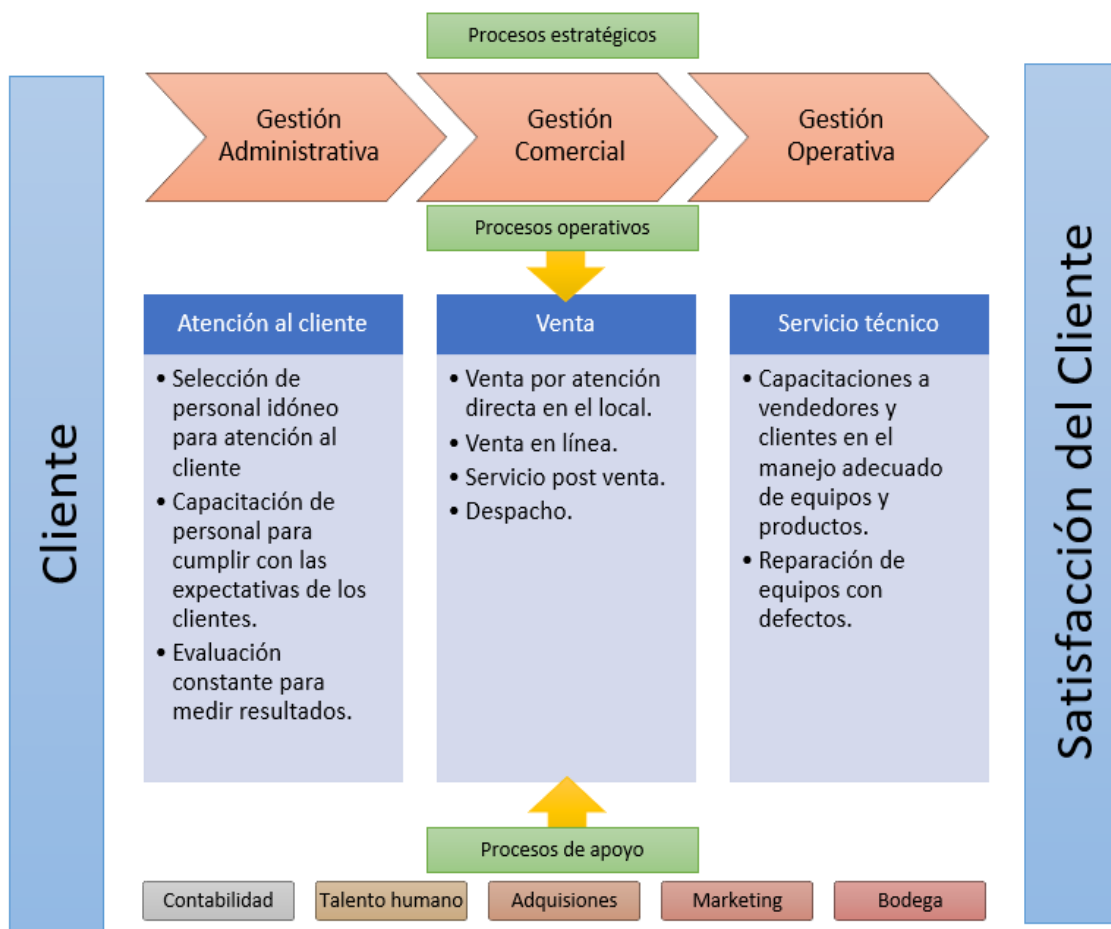 Procesos estratégicos
Cliente
Gestión
Administrativa
Gestión
Comercial
Gestión
Operativa
Procesos operativos
Atención al cliente
• Selección de
personal idóneo
para atención al
cliente
• Capacitación de
personal para
cumplir con las
expectativas de los
clientes.
• Evaluación
constante para
medir resultados.
Venta
• Venta por atención
directa en el local.
• Venta en línea.
• Servicio post venta.
• Despacho.
Servicio técnico
• Capacitaciones a
vendedores y
clientes en el
manejo adecuado
de equipos y
productos.
• Reparación de
equipos con
defectos.
Satisfacción del Cliente
Procesos de apoyo
Contabilidad
Talento humano
Adquisiones
Marketing
Bodega